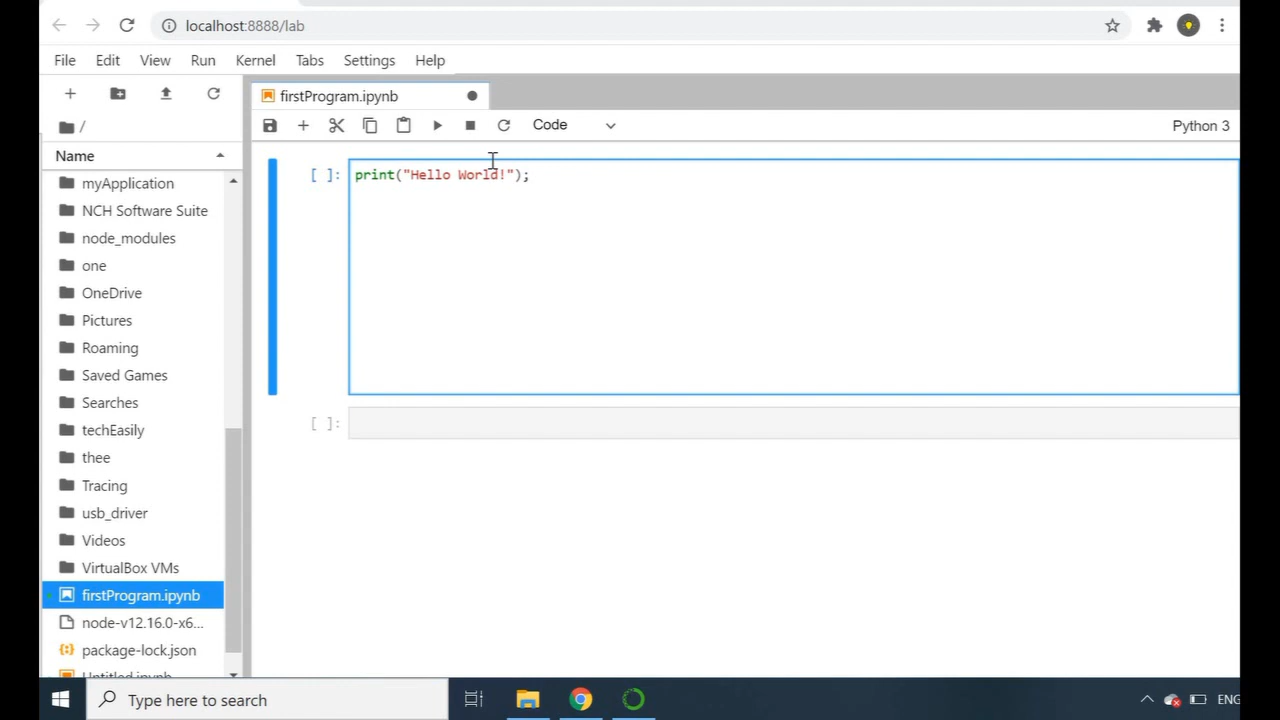 localhost:8888/lab
File Edit View Run Kernel Tabs Settings Help
firstProgram.ipynb
/
Code
Python 3
Name
[ ]: print("Hello World!");
[ ]:
myApplication
NCH Software Suite
node_modules
one
OneDrive
Pictures
Roaming
Saved Games
Searches
techEasily
thee
Tracing
usb_driver
Videos
VirtualBox VMs
firstProgram.ipynb
node-v12.16.0-x6...
package-lock.json
Untitled.ipynb
Type here to search
ENG